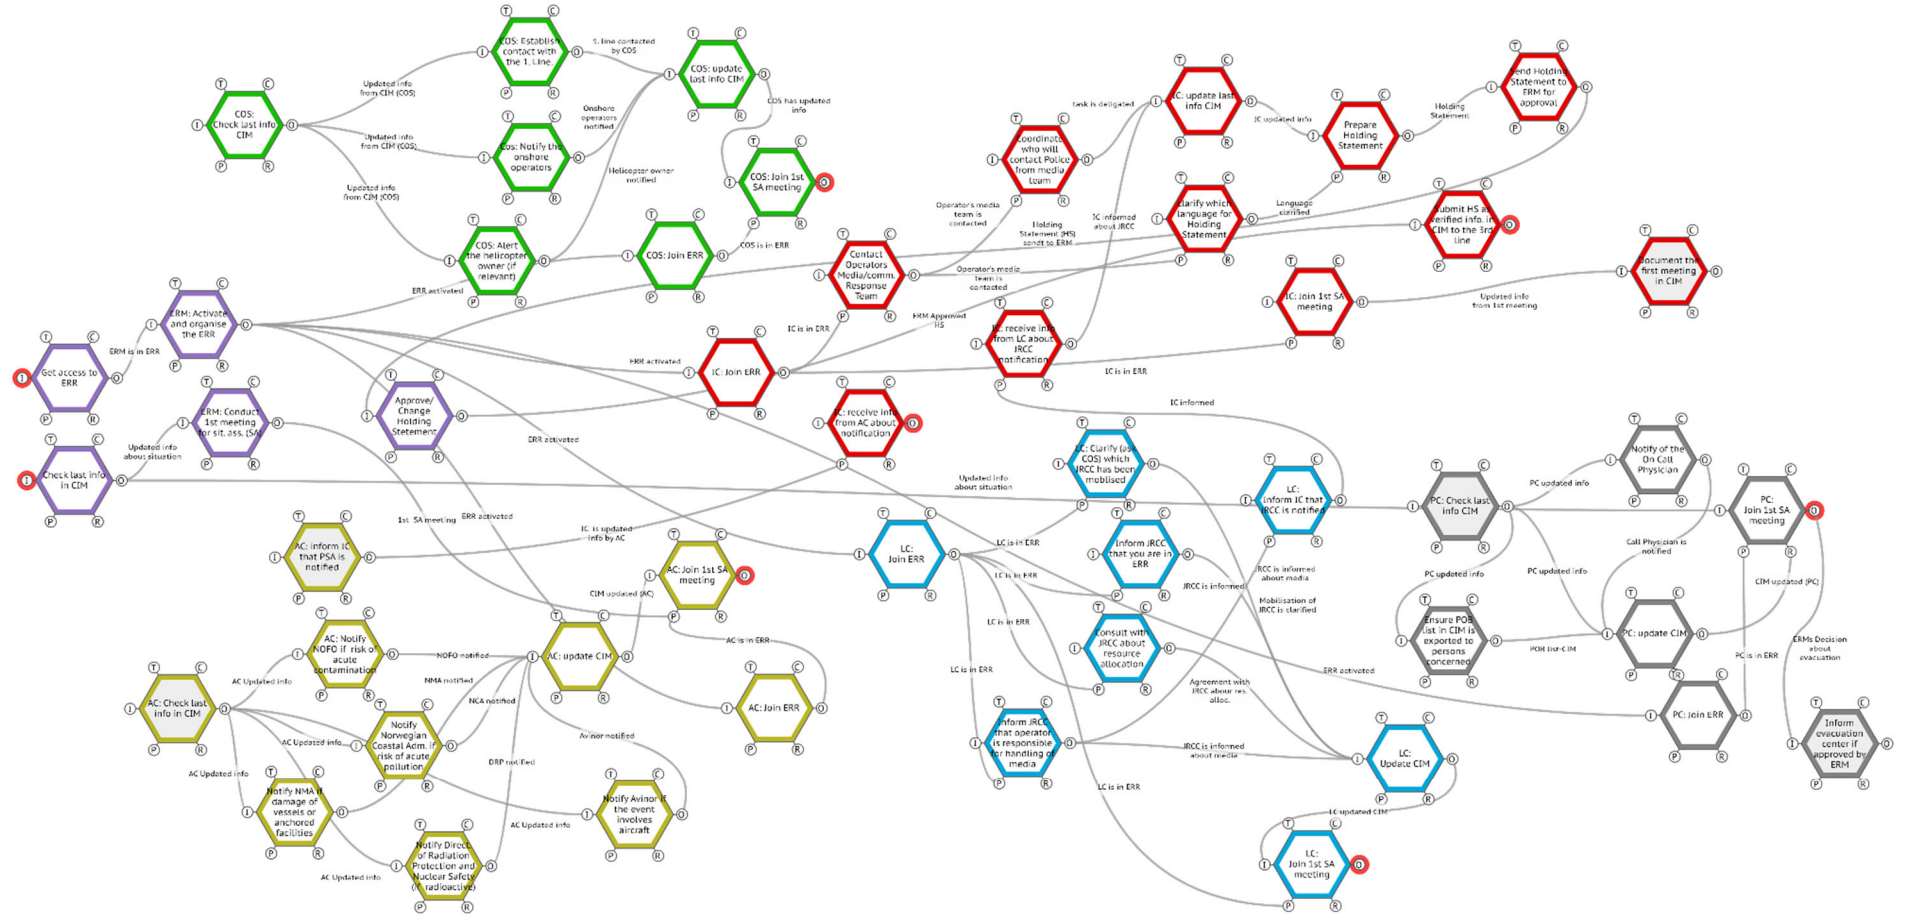 COS:
Check last info
CIM
Updated info
from CIM (COS)
Updated info
from CIM (COS)
Updated info
from CIM (COS)
COS: Establish
contact with
the 1. Line.
1. line contacted
by COS
Cos: Notify the
onshore
operators
Onshore
operators
notified
COS: update
last info CIM
COS has updated
info
COS: Join 1st
SA meeting
Helicopter owner
notified
COS: Alert
the helicopter
owner (if
relevant)
COS: Join ERR
COS is in ERR
ERR activated
ERM: Activate
and organise
the ERR
ERM is in ERR
Get access to
ERR
ERM: Conduct
1st meeting
for sit. ass. (SA)
Updated info
about situation
Check last info
in CIM
Approve/
Change
Holding
Stetement
ERR activated
1st. SA meeting
ERR activated
ERR activated
IC: Join ERR
IC is in ERR
Contact
Operators
Media/comm.
Response
Team
Operator's media
team is
contacted
Operator's media
team is
contacted
Coordinate
who will
contact Police
from media
team
task is deligated
IC: update last
info CIM
IC updated info
Prepare
Holding
Statement
Holding
Statement
Send Holding
Statement to
ERM for
approval
Clarify which
language for
Holding
Statement
Language
clarified
Holding
Statement (HS)
sendt to ERM
IC informed
about JRCC
ERM Approved
HS
Submit HS as
verified info. in
CIM to the 3rd
line
IC: Join 1st SA
meeting
Updated info
from 1st meeting
Document the
first meeting
in CIM
IC: receive info
from LC about
JRCC
notification
IC is in ERR
IC informed
IC: receive info
from AC about
notification
IC is updated
info by AC
AC: inform IC
that PSA is
notified
AC: Join 1st SA
meeting
CIM updated (AC)
AC is in ERR
AC: Notify
NOFO if risk of
acute
contamination
NOFO notified
NMA notified
NCA notified
AC: update CIM
AC: Join ERR
AC: Check last
info in CIM
AC Updated info
AC Updated info
AC Updated info
AC Updated info
AC Updated info
Notify
Norwegian
Coastal Adm. if
risk of acute
pollution
Notify NMA if
damage of
vessels or
anchored
facilities
Notify Direct.
of Radiation
Protection and
Nuclear Safety
(if radioactive)
DRP notified
Avinor notified
Notify Avinor if
the event
involves
aircraft
Updated info
about situation
LC:
Join ERR
LC is in ERR
LC is in ERR
LC is in ERR
LC is in ERR
LC is in ERR
LC: Clarify (ask
COS) which
JRCC has been
moblised
Inform JRCC
that you are in
ERR
JRCC is informed
Consult with
JRCC about
resource
allocation
Agreement with
JRCC abour res.
alloc.
Mobilisation of
JRCC is clarified
LC:
Inform IC that
JRCC is notified
JRCC is informed
about media
Inform JRCC
that operator
is responsible
for handling of
media
JRCC is informed
about media
LC:
Update CIM
LC updated CIM
LC:
Join 1st SA
meeting
PC: Check last
info CIM
PC updated info
PC updated info
PC updated info
Notify of the
On Call
Physician
Call Physician is
notified
PC:
Join 1st SA
meeting
CIM updated (PC)
Ensure POB
list in CIM is
exported to
persons
concerned
POB list-CIM
PC: update CIM
PC is in ERR
ERR activated
PC: Join ERR
ERMs Decision
about
evacuation
Inform
evacuation
center if
approved by
ERM